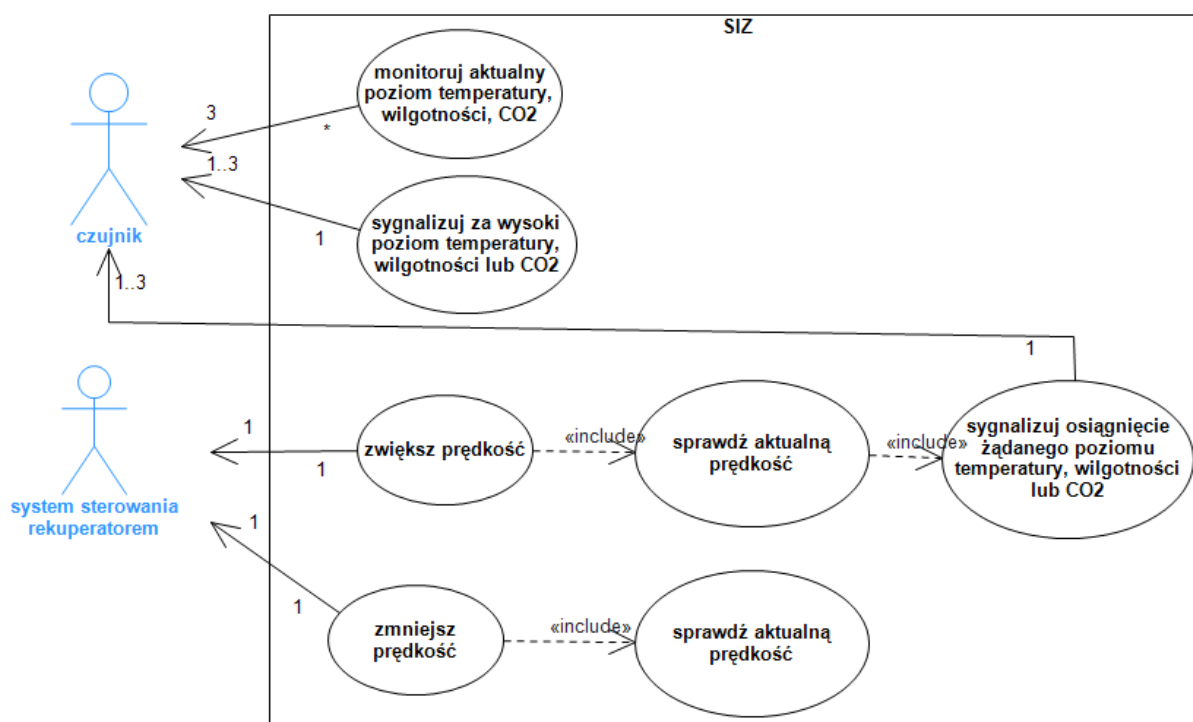 SIZ
monitoruj aktualny
poziom temperatury,
wilgotności, CO2
3
*
czujnik
1..3
sygnalizuj za wysoki
poziom temperatury,
wilgotności lub CO2
1
1..3
1
system sterowania
rekuperatorem
1
1
zwiększ prędkość
«include»
sprawdź aktualną
prędkość
«include»
sygnalizuj osiągnięcie
żądanego poziomu
temperatury, wilgotności
lub CO2
1
1
zmniejsz
prędkość
«include»
sprawdź aktualną
prędkość